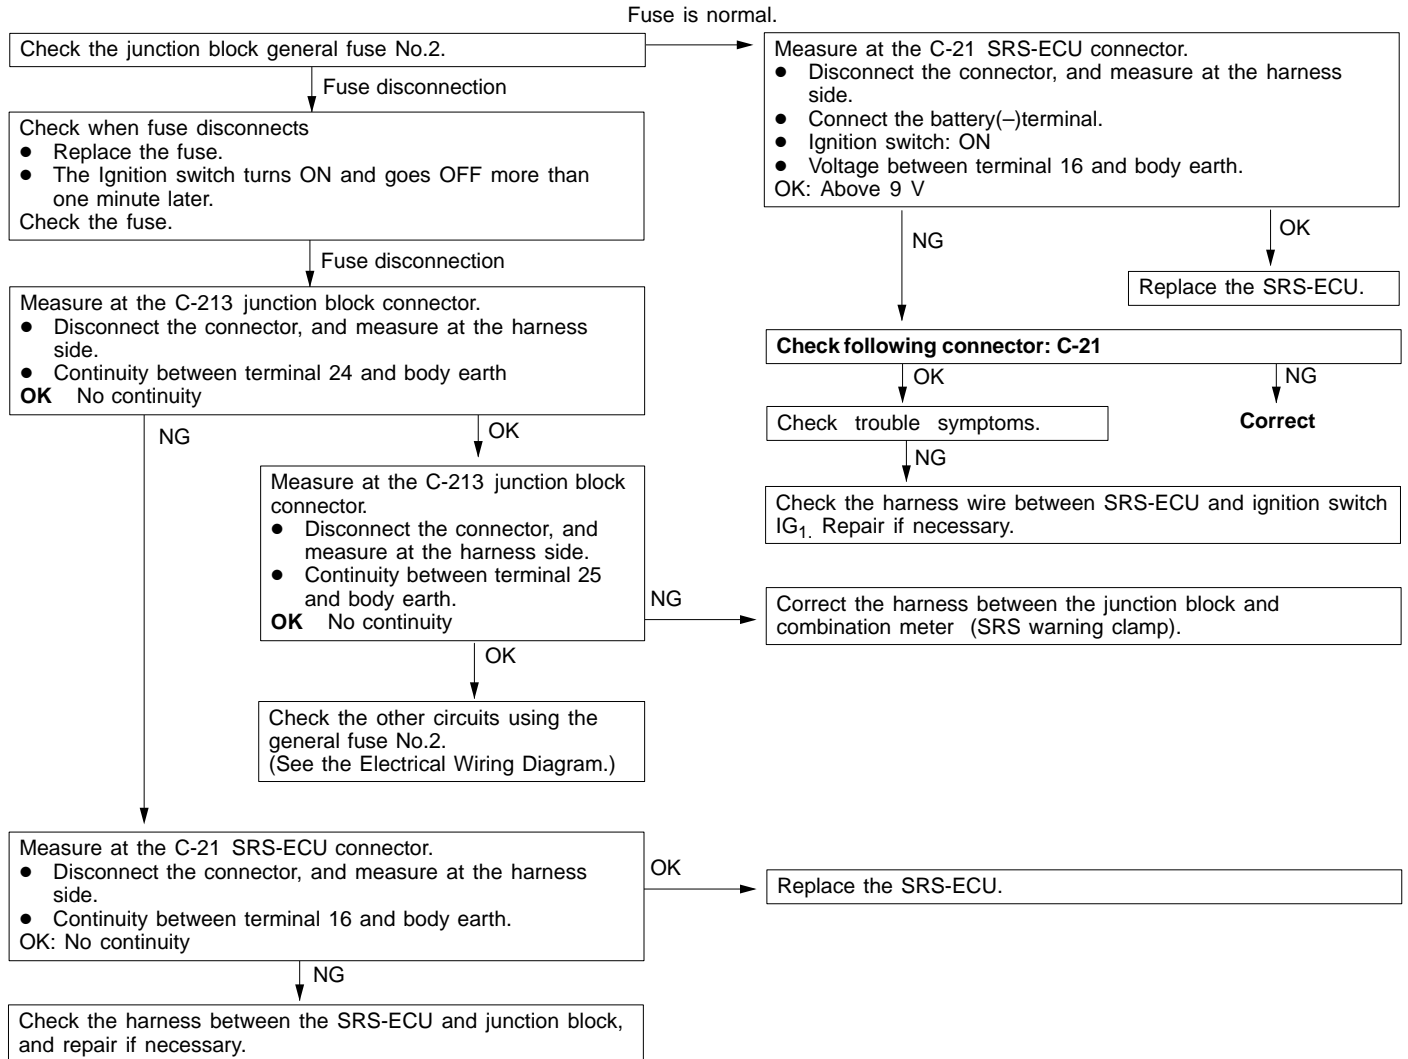 Fuse is normal.
Check the junction block general fuse No.2.
Fuse disconnection
Check when fuse disconnects
● Replace the fuse.
● The Ignition switch turns ON and goes OFF more than
one minute later.
Check the fuse.
Fuse disconnection
Measure at the C-213 junction block connector.
● Disconnect the connector, and measure at the harness
side.
● Continuity between terminal 24 and body earth
OK No continuity
NG
OK
Measure at the C-213 junction block
connector.
● Disconnect the connector, and
measure at the harness side.
● Continuity between terminal 25
and body earth.
OK No continuity
NG
Correct the harness between the junction block and
combination meter (SRS warning clamp).
OK
Check the other circuits using the
general fuse No.2.
(See the Electrical Wiring Diagram.)
Measure at the C-21 SRS-ECU connector.
● Disconnect the connector, and measure at the harness
side.
● Continuity between terminal 16 and body earth.
OK: No continuity
OK
Replace the SRS-ECU.
NG
Check the harness between the SRS-ECU and junction block,
and repair if necessary.
Measure at the C-21 SRS-ECU connector.
● Disconnect the connector, and measure at the harness
side.
● Connect the battery(–)terminal.
● Ignition switch: ON
● Voltage between terminal 16 and body earth.
OK: Above 9 V
NG
OK
Replace the SRS-ECU.
Check following connector: C-21
OK
NG
Check trouble symptoms.
Correct
NG
Check the harness wire between SRS-ECU and ignition switch
IG1. Repair if necessary.